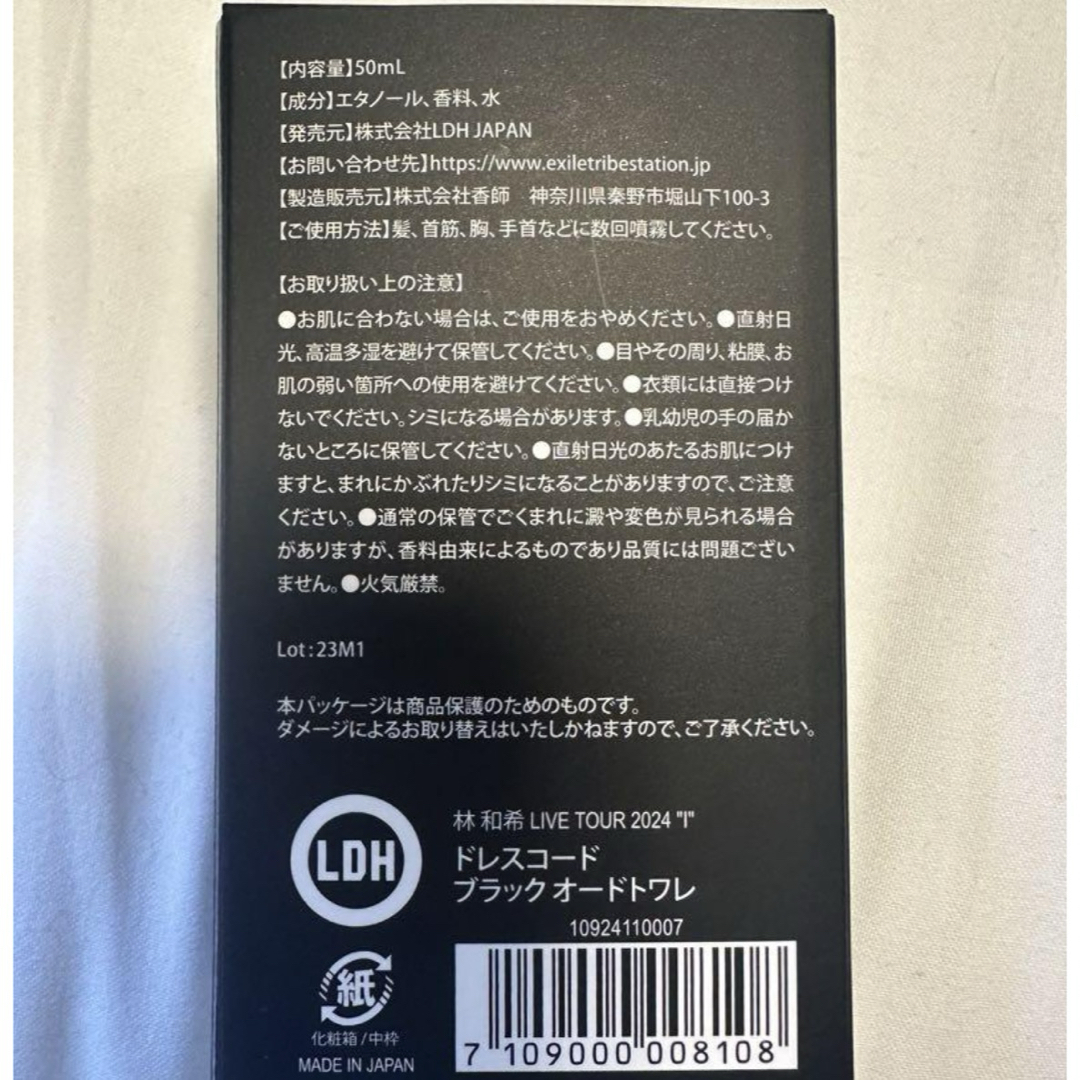 【内容量】50mL
【成分】エタノール、香料、水
【発売元】株式会社LDH JAPAN
【お問い合わせ先】https://www.exiletribestation.jp
【製造販売元】株式会社香師　神奈川県秦野市堀山下100-3
【ご使用方法】髪、首筋、胸、手首などに数回噴霧してください。
【お取り扱い上の注意】
●お肌に合わない場合は、ご使用をおやめください。●直射日
光、高温多湿を避けて保管してください。●目やその周り、粘膜、お
肌の弱い箇所への使用を避けてください。●衣類には直接つけ
ないでください。シミになる場合があります。●乳幼児の手の届か
ないところに保管してください。●直射日光のあたるお肌につけ
ますと、まれにかぶれたりシミになることがありますので、ご注意
ください。●通常の保管でごくまれに澱や変色が見られる場合
がありますが、香料由来によるものであり品質には問題ござい
ません。●火気厳禁。
Lot:23M1
本パッケージは商品保護のためのものです。
ダメージによるお取り替えはいたしかねますので、ご了承ください。
LDH
林 和希 LIVE TOUR 2024 "I"
ドレスコード
ブラック オードトワレ
10924110007
7 109000 008108
紙
化粧箱/中枠
MADE IN JAPAN